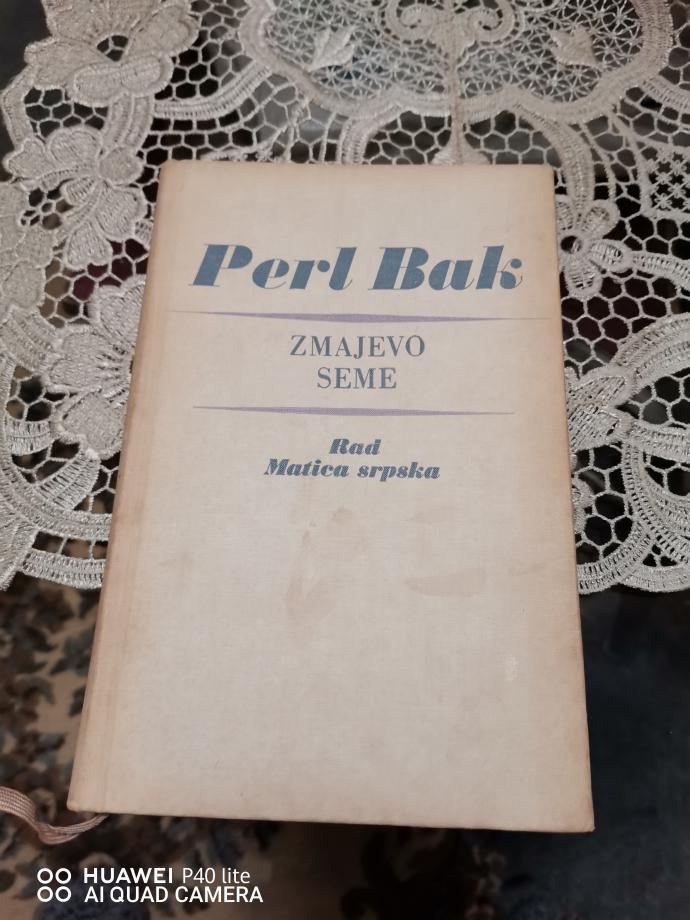 Perl Bak
ZMAJEVO
SEME
Rad
Matica srpska
HUAWEI P40 lite
AI QUAD CAMERA